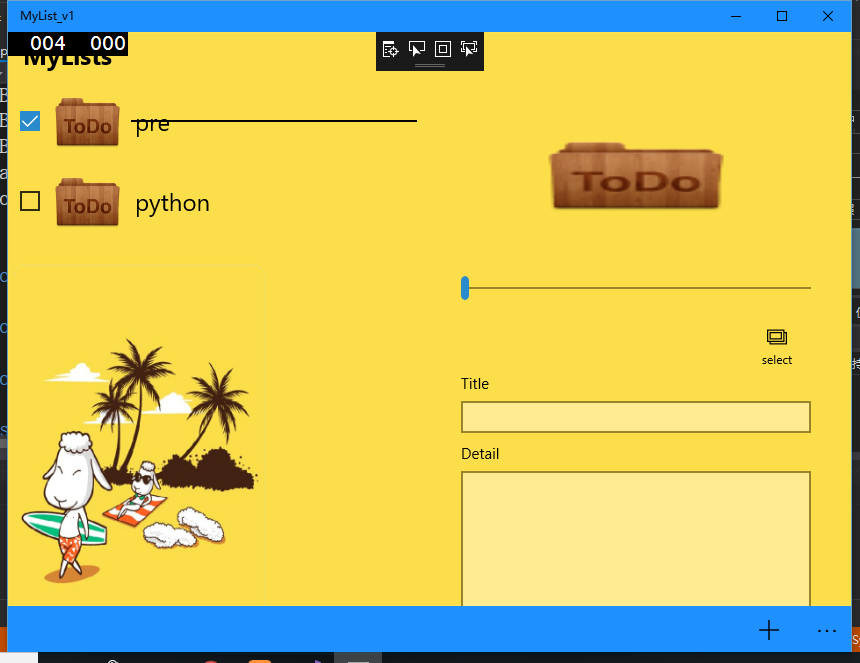 MyList_v1
004 000
MyLists
ToDo pre
ToDo python
ToDo
select
Title
Detail